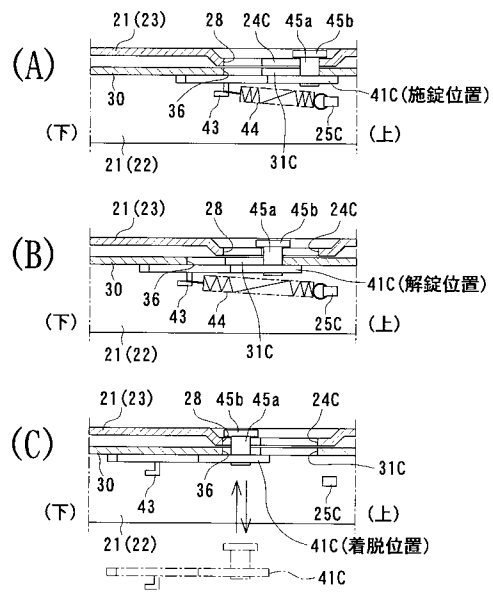 28 24C 45a 45b
21(23)
(A)
30
36
41C(施錠位置)
43
44
25C
(下)
(上)
31C
21(22)
28 45a 45b 24C
21(23)
(B)
30
36
41C(解錠位置)
43
44
25C
(下)
(上)
31C
21(22)
28 45b 45a 24C
21(23)
(C)
30
36
31C
43
25C
(下)
(上)
21(22)
41C(着脱位置)
41C